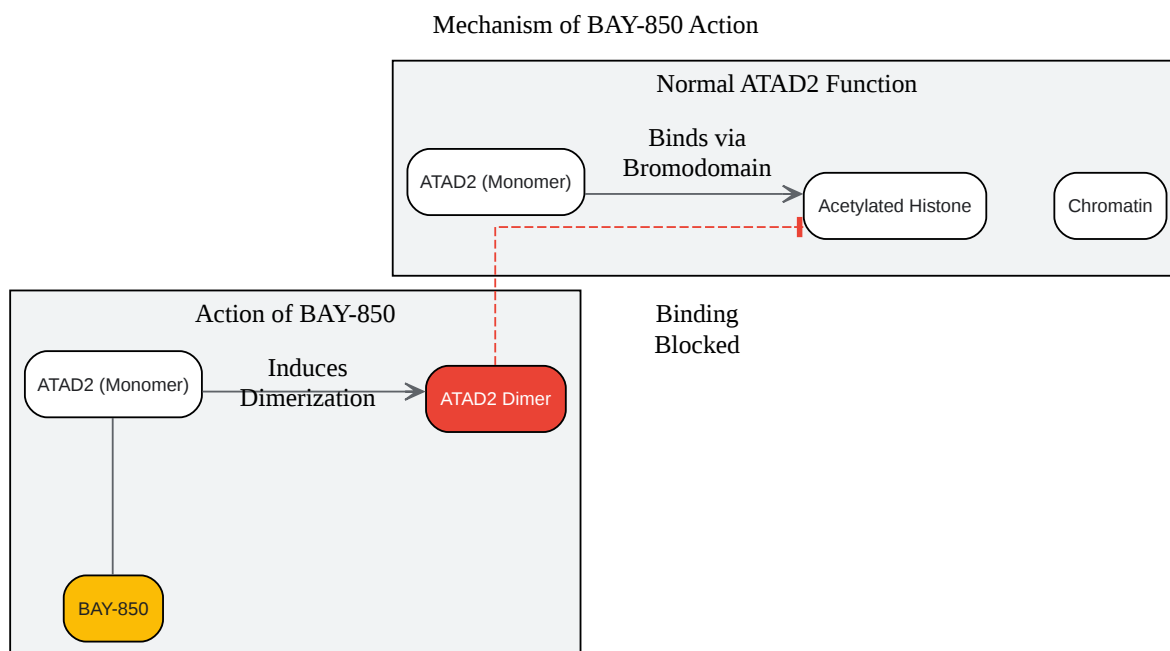 Mechanism of BAY-850 Action
Normal ATAD2 Function
Binds via
Bromodomain
ATAD2 (Monomer)
Acetylated Histone
Chromatin
Action of BAY-850
Binding
Blocked
ATAD2 (Monomer)
Induces
Dimerization
ATAD2 Dimer
BAY-850